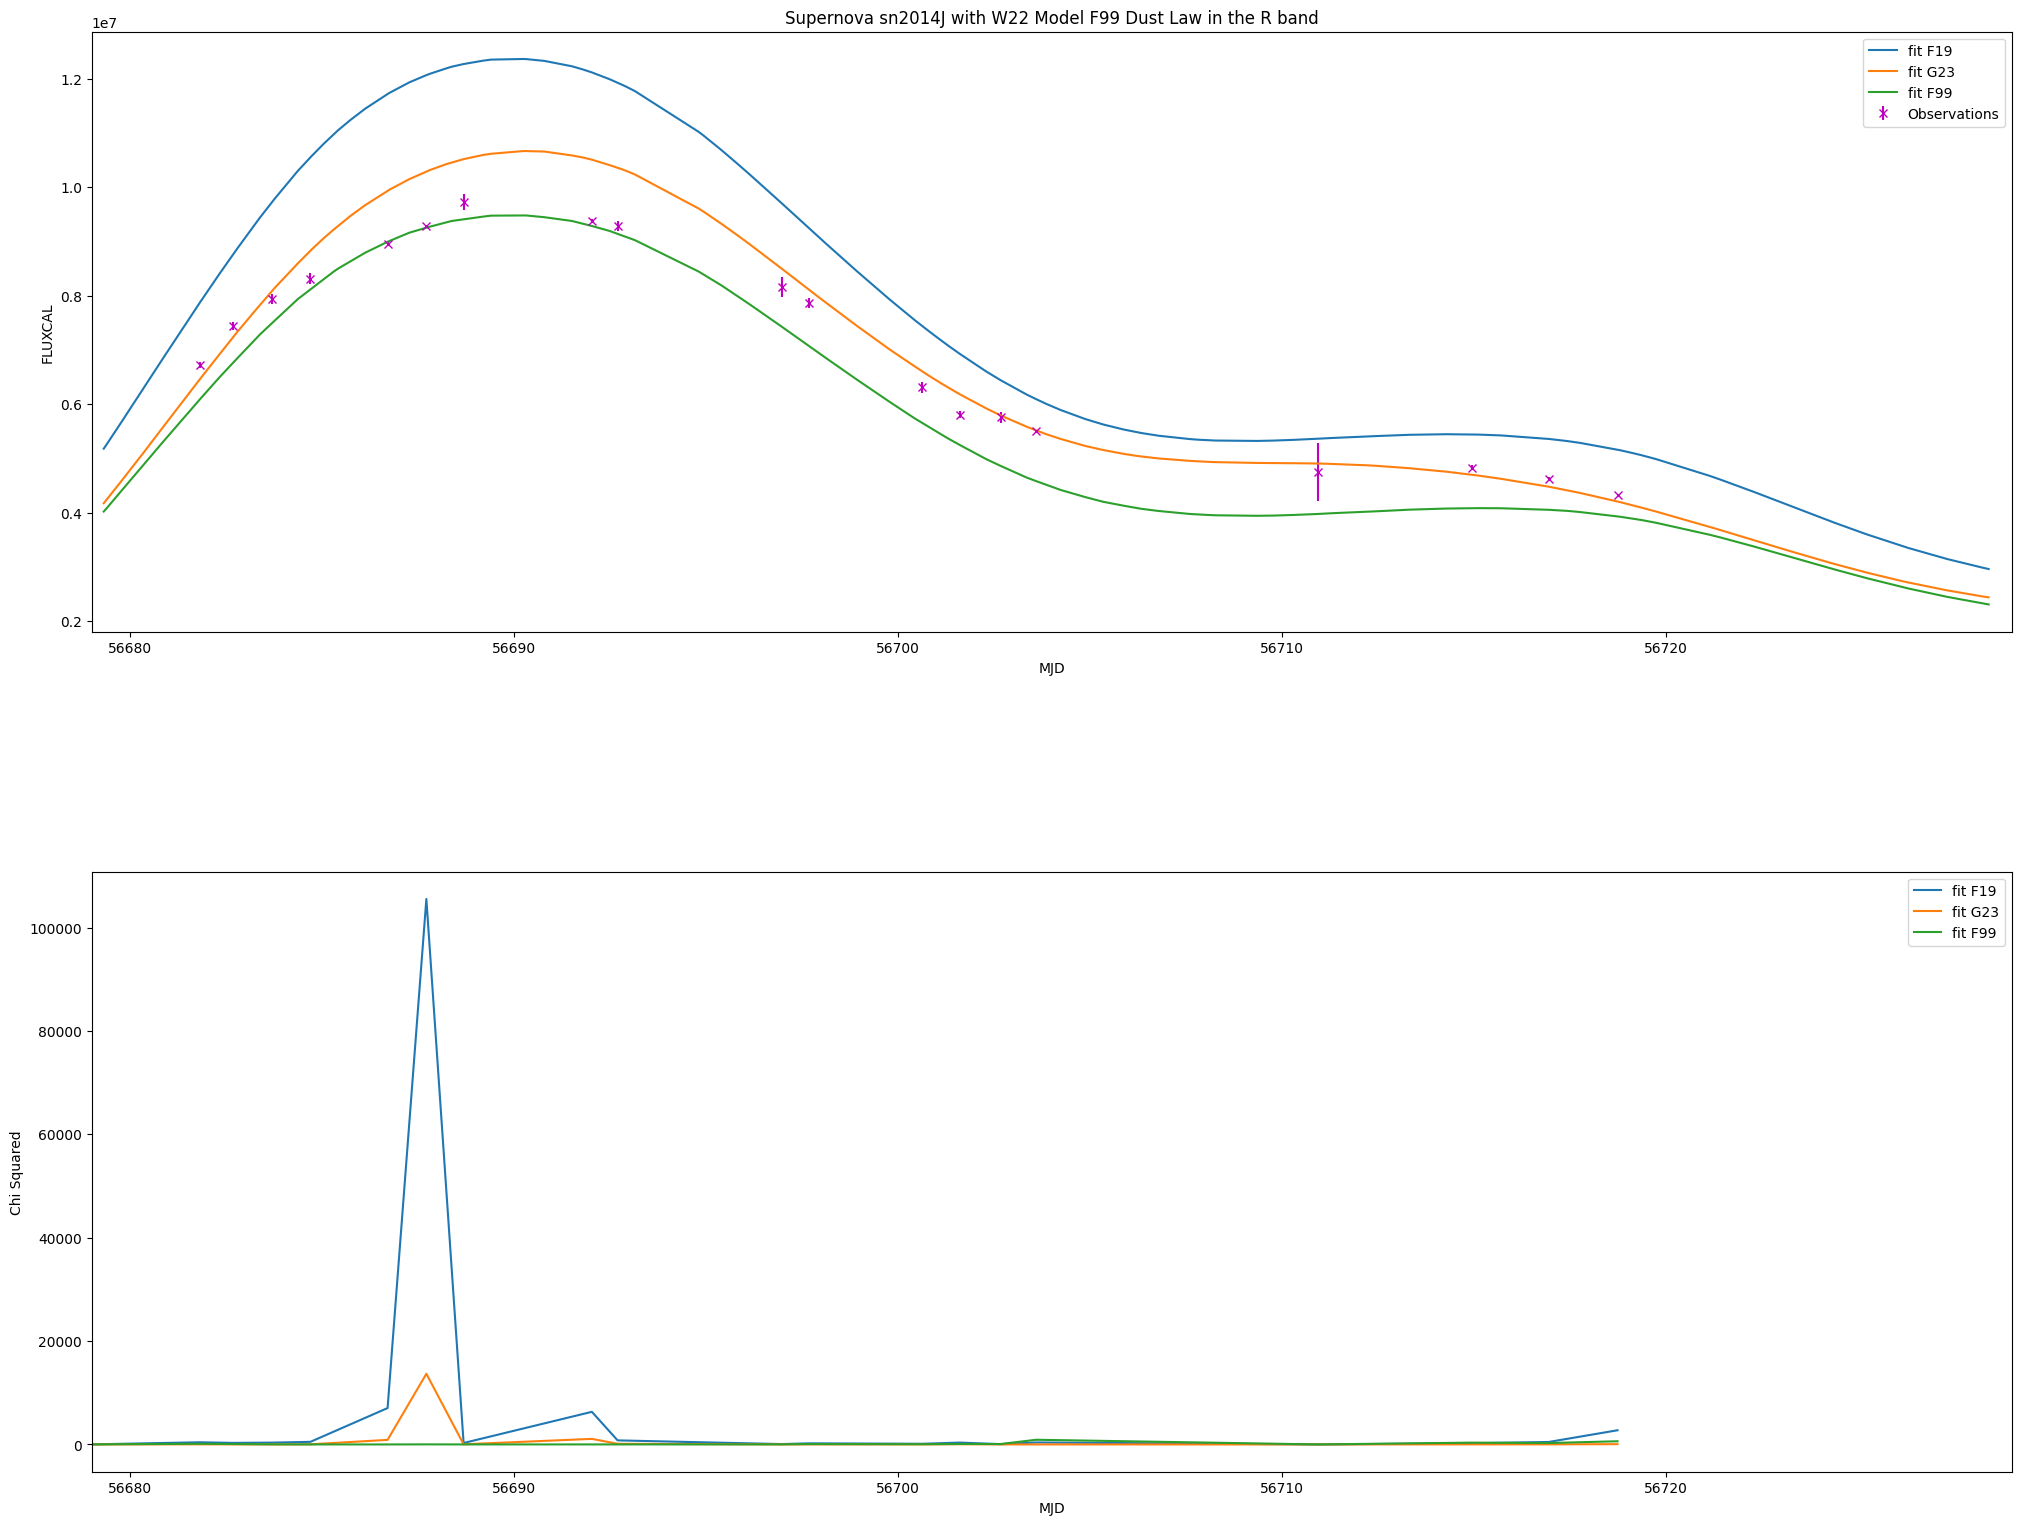 Supernova sn2014J with W22 Model F99 Dust Law in the R band
1e7
1.2
1.0
0.8
0.6
0.4
0.2
FLUXCAL
fit F19
fit G23
fit F99
Observations
56680 56690 56700 56710 56720
MJD
100000
80000
60000
40000
20000
0
Chi Squared
fit F19
fit G23
fit F99
56680 56690 56700 56710 56720
MJD